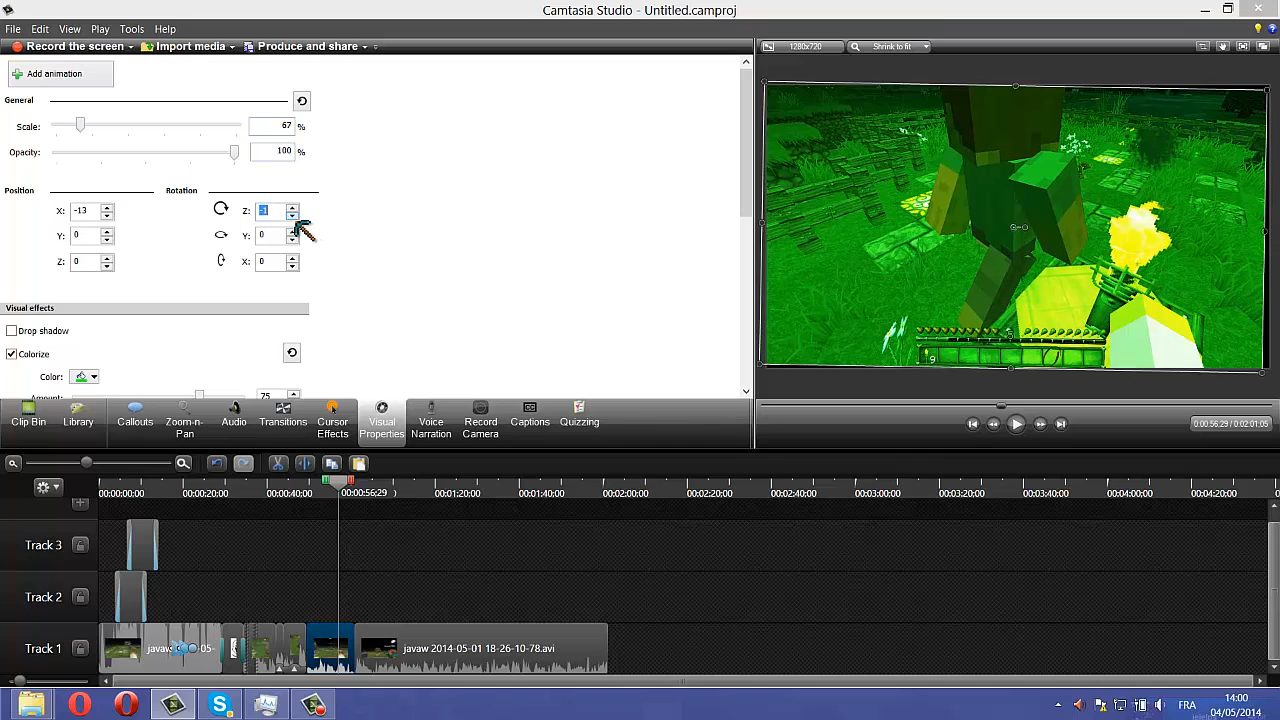 Camtasia Studio - Untitled.camproj
File Edit View Play Tools Help
Record the screen Import media Produce and share
1280x720 Shrink to fit
Add animation
General
Scale: 67 %
Opacity: 100 %
Position Rotation
X: -13 Z: -1
Y: 0 Y: 0
Z: 0 X: 0
Visual effects
Drop shadow
Colorize
Color:
Amount: 75
9
Clip Bin
Library
Callouts
Zoom-n-Pan
Audio
Transitions
Cursor Effects
Visual Properties
Voice Narration
Record Camera
Captions
Quizzing
0:00:56:29 / 0:02:01:05
00:00:00:00 00:00:20:00 00:00:40:00 00:00:56:29 00:01:20:00 00:01:40:00 00:02:00:00 00:02:20:00 00:02:40:00 00:03:00:00 00:03:20:00 00:03:40:00 00:04:00:00 00:04:20:00
Track 3
Track 2
Track 1 javaw 2014-05-01 18-26-10-78.avi
FRA
14:00
04/05/2014